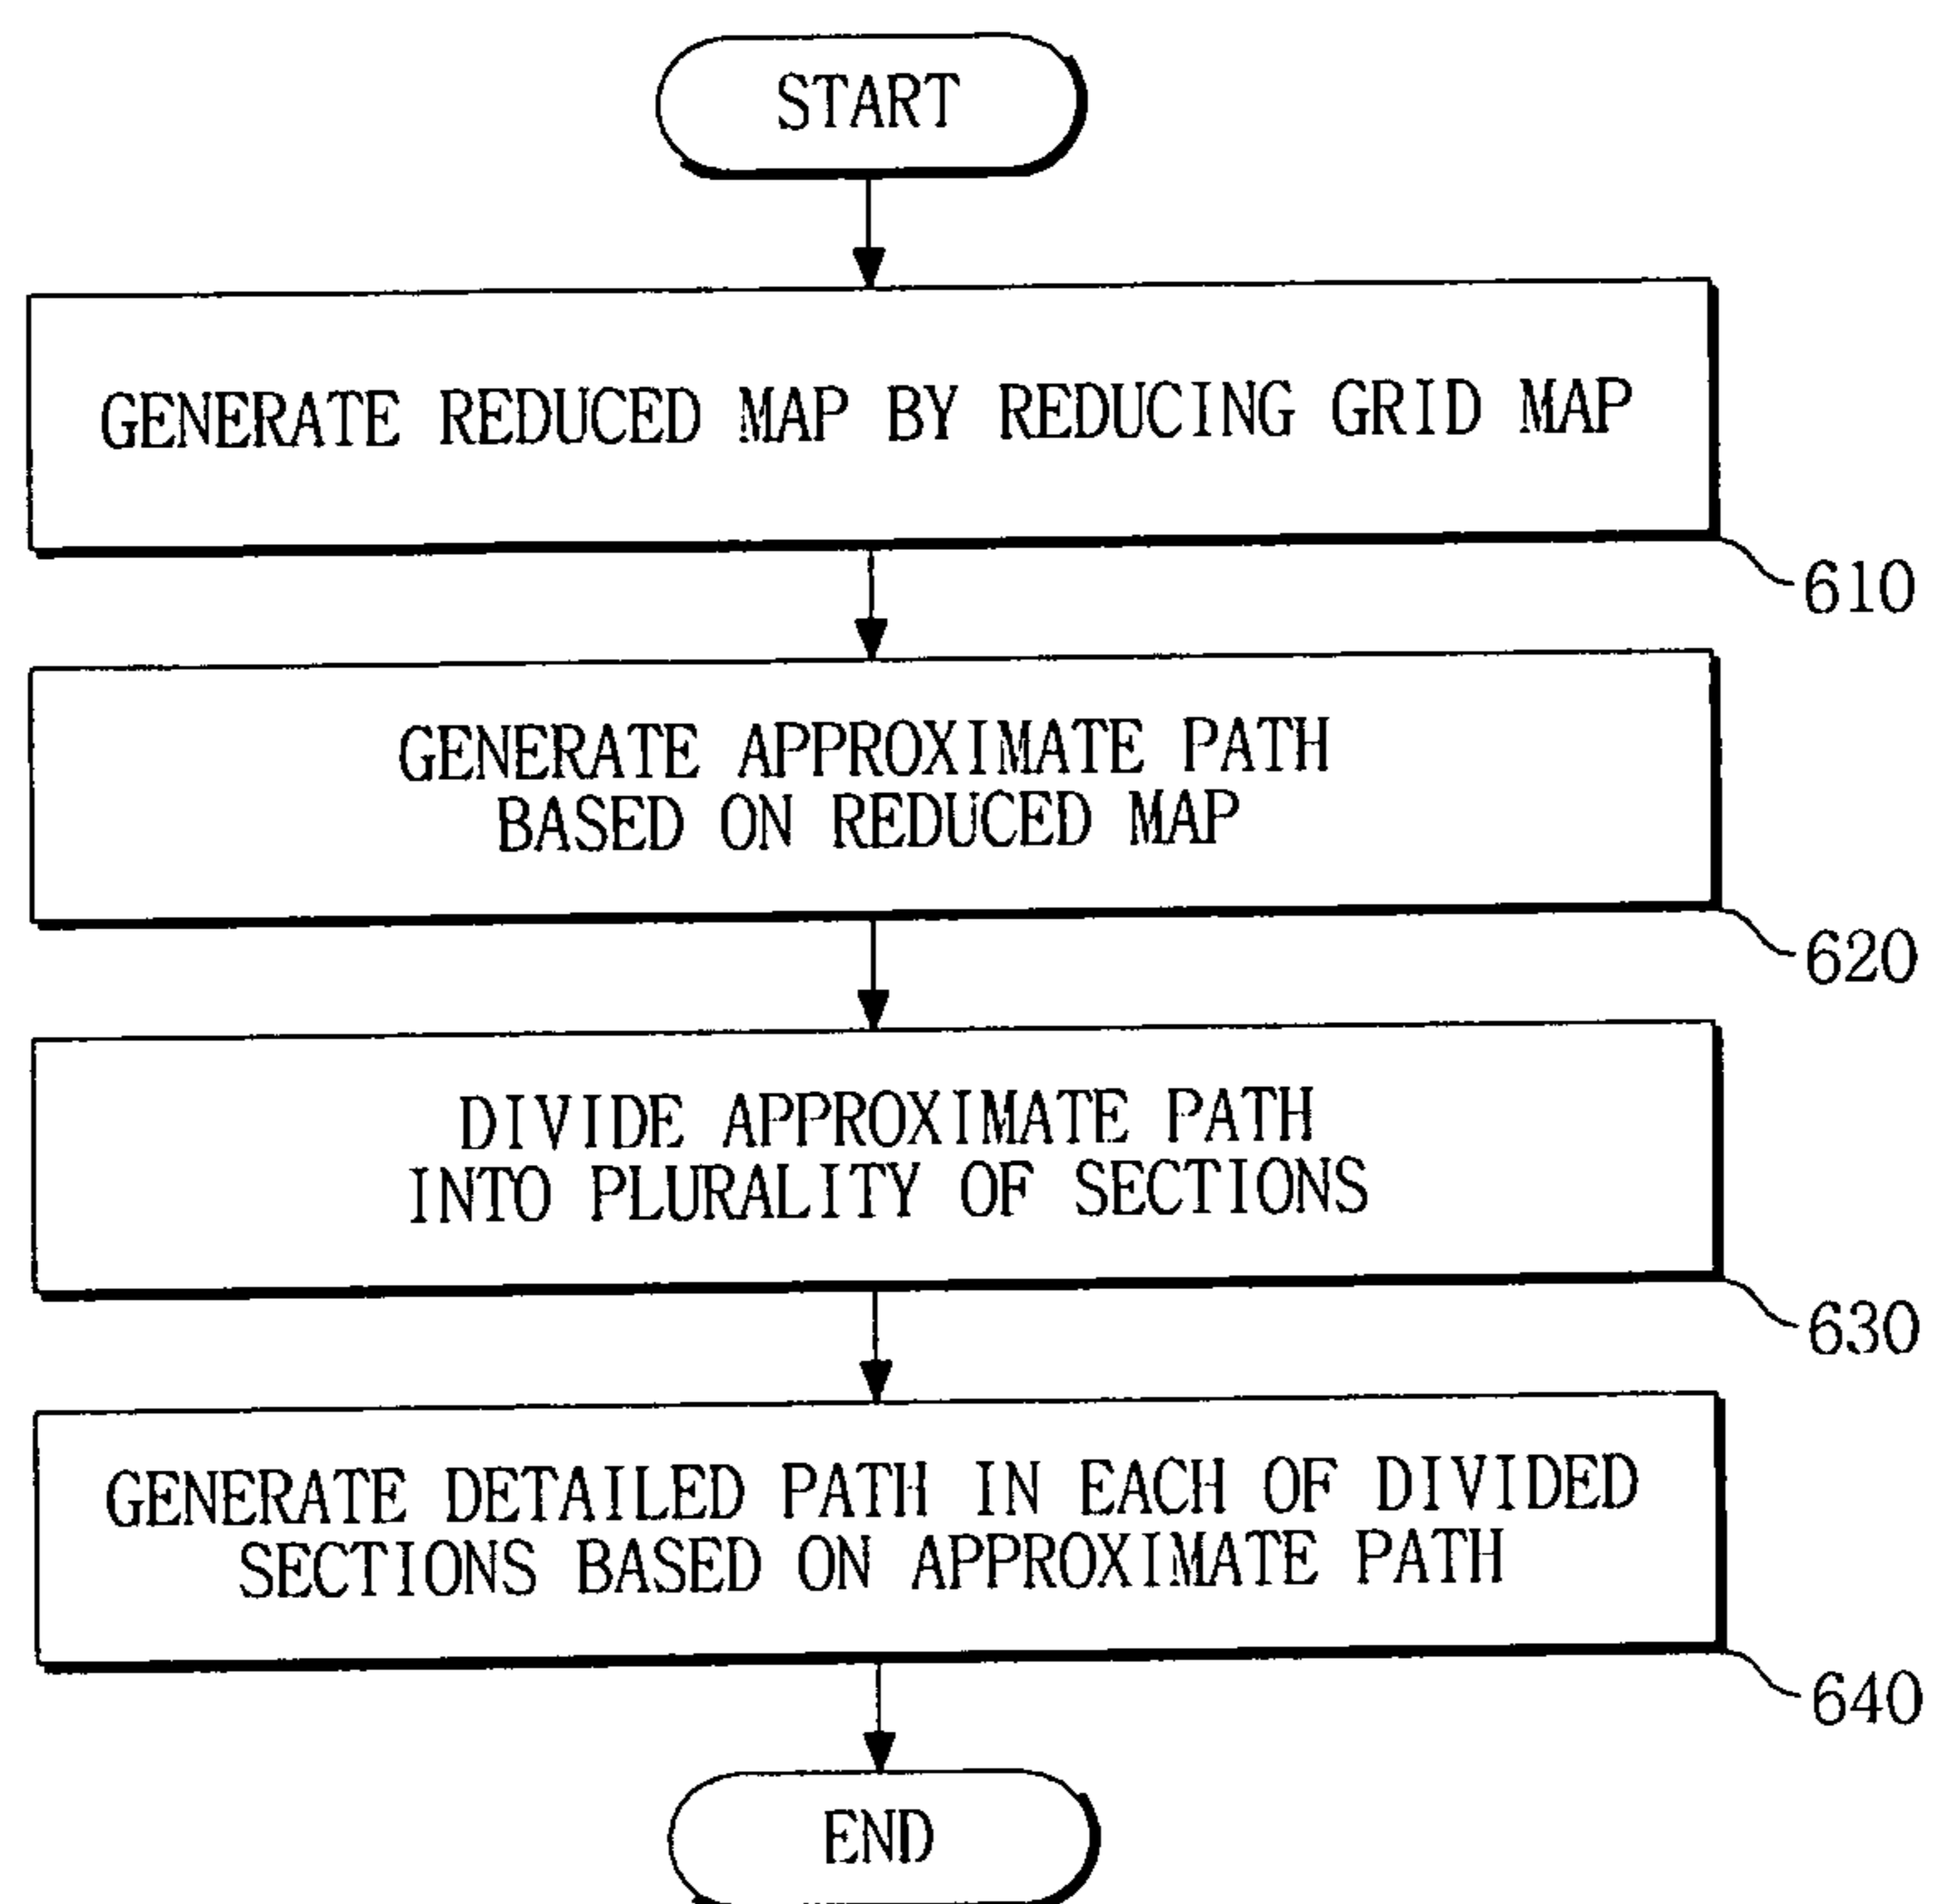 START
GENERATE REDUCED MAP BY REDUCING GRID MAP
610
GENERATE APPROXIMATE PATH
BASED ON REDUCED MAP
620
DIVIDE APPROXIMATE PATH
INTO PLURALITY OF SECTIONS
630
GENERATE DETAILED PATH IN EACH OF DIVIDED
SECTIONS BASED ON APPROXIMATE PATH
640
END